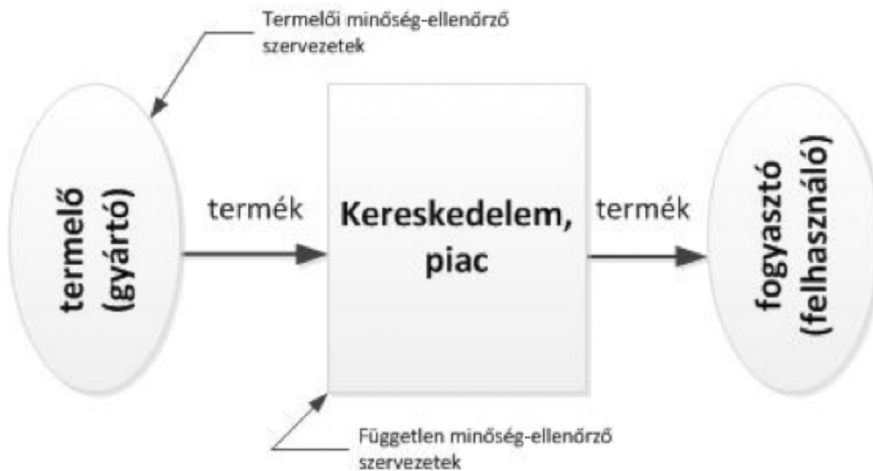 Termelői minőség-ellenőrző
szervezetek
termelő
(gyártó)
termék
Kereskedelem,
piac
termék
fogyasztó
(felhasználó)
Független minőség-ellenőrző
szervezetek